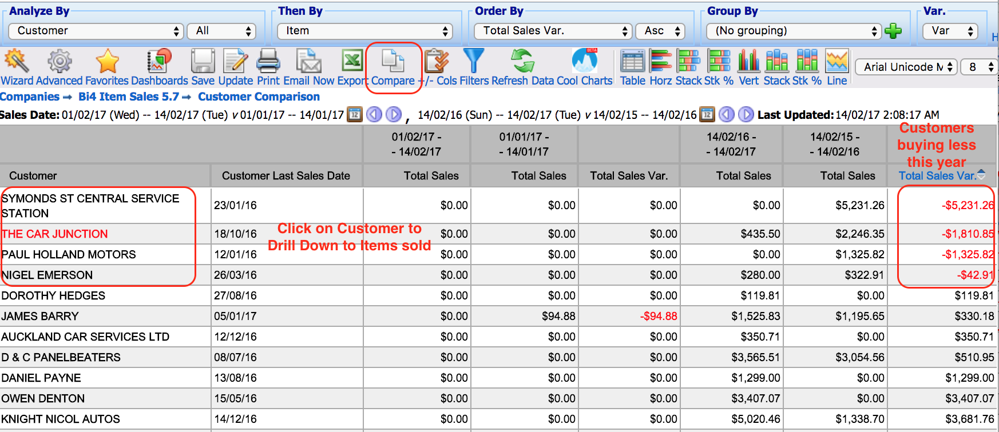 Analyze By Then By Order By Group By Var.
Customer All Item Total Sales Var. Asc (No grouping) Var
H
Wizard Advanced Favorites Dashboards Save Update Print Email Now Export Compare +/- Cols Filters Refresh Data Cool Charts Table Horz Stack Stk % Vert Stack Stk % Line
BETA
Arial Unicode M 8
Companies Bi4 Item Sales 5.7 Customer Comparison
Sales Date: 01/02/17 (Wed) -- 14/02/17 (Tue) v 01/01/17 -- 14/01/17 12 , 14/02/16 (Sun) -- 14/02/17 (Tue) v 14/02/15 -- 14/02/16 12 Last Updated: 14/02/17 2:08:17 AM
Customers
buying less
this year
01/02/17 - 01/01/17 - 14/02/16 - 14/02/15 -
- 14/02/17 - 14/01/17 - 14/02/17 - 14/02/16
Customer Customer Last Sales Date Total Sales Total Sales Total Sales Var. Total Sales Total Sales Total Sales Var.
SYMONDS ST CENTRAL SERVICE
STATION 23/01/16 $0.00 $0.00 $0.00 $0.00 $5,231.26 -$5,231.26
THE CAR JUNCTION 18/10/16 $0.00 $0.00 $0.00 $435.50 $2,246.35 -$1,810.85
Click on Customer to
Drill Down to Items sold
PAUL HOLLAND MOTORS 12/01/16 $0.00 $0.00 $0.00 $0.00 $1,325.82 -$1,325.82
NIGEL EMERSON 26/03/16 $0.00 $0.00 $0.00 $280.00 $322.91 -$42.91
DOROTHY HEDGES 27/08/16 $0.00 $0.00 $0.00 $119.81 $0.00 $119.81
JAMES BARRY 05/01/17 $0.00 $94.88 -$94.88 $1,525.83 $1,195.65 $330.18
AUCKLAND CAR SERVICES LTD 12/12/16 $0.00 $0.00 $0.00 $350.71 $0.00 $350.71
D & C PANELBEATERS 08/07/16 $0.00 $0.00 $0.00 $3,565.51 $3,054.56 $510.95
DANIEL PAYNE 13/08/16 $0.00 $0.00 $0.00 $1,299.00 $0.00 $1,299.00
OWEN DENTON 15/05/16 $0.00 $0.00 $0.00 $3,407.07 $0.00 $3,407.07
KNIGHT NICOL AUTOS 14/12/16 $0.00 $0.00 $0.00 $5,020.46 $1,338.70 $3,681.76